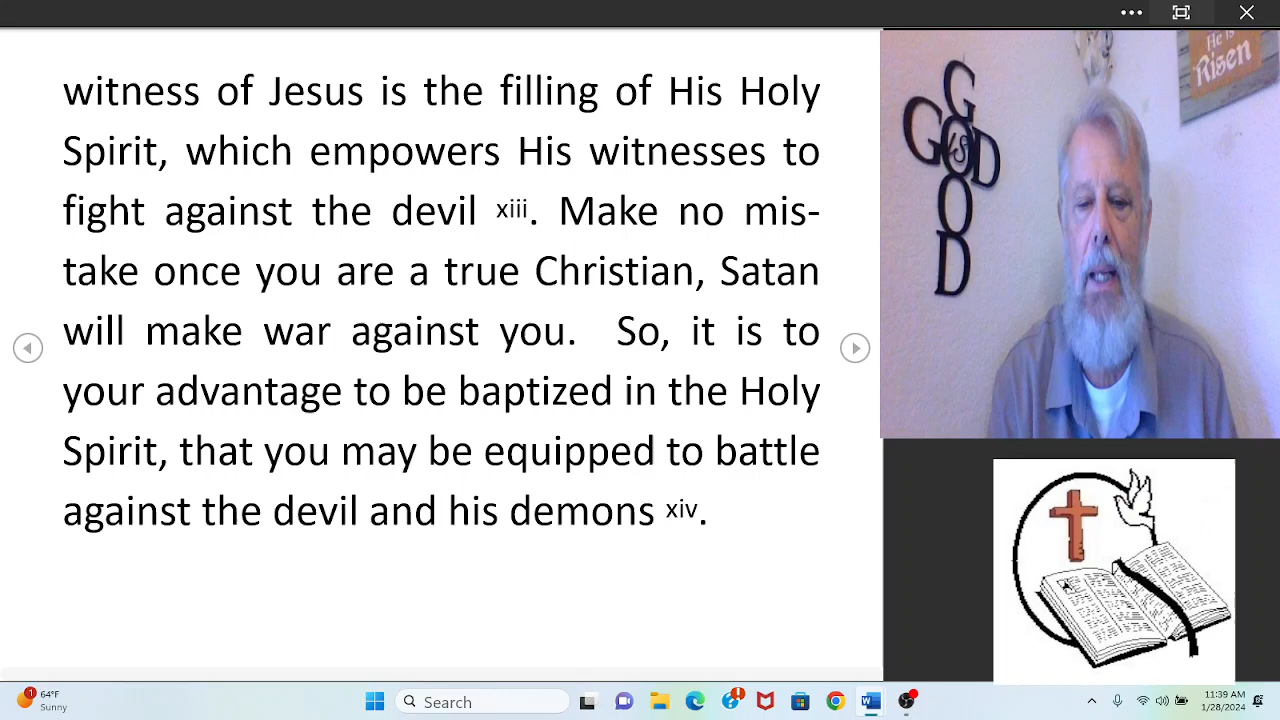 witness of Jesus is the filling of His Holy
Spirit, which empowers His witnesses to
fight against the devil xiii. Make no mis-
take once you are a true Christian, Satan
will make war against you.  So, it is to
your advantage to be baptized in the Holy
Spirit, that you may be equipped to battle
against the devil and his demons xiv.
GOD
GOD
IS
He is
Risen
1
64°F
Sunny
Search
11:39 AM
1/28/2024